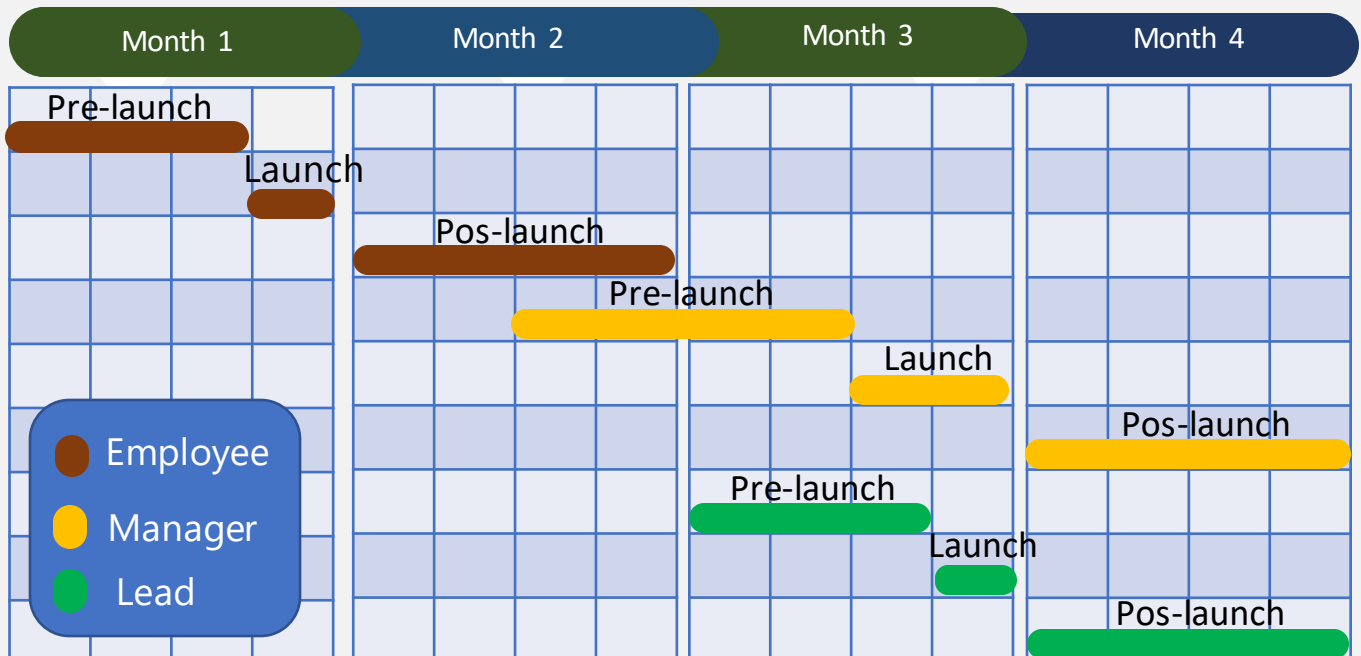 Month 1
Month 2
Month 3
Month 4
Pre-launch
Launch
Pos-launch
Pre-launch
Launch
Pos-launch
Pre-launch
Launch
Pos-launch
Employee
Manager
Lead